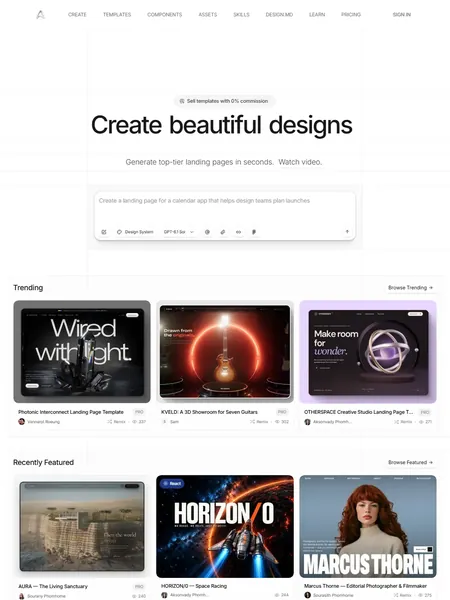 CREATE TEMPLATES COMPONENTS ASSETS SKILLS DESIGN.MD LEARN PRICING SIGN IN
Sell templates with 0% commission
Create beautiful designs
Generate top-tier landing pages in seconds. Watch video.
Create a landing page for a calendar app that helps design teams plan launches
Design System
Trending
Browse Trending →
Wired
with light.
Drawn from
the
Make room
for
wonder.
Photonic Interconnect Landing Page Template PRO
Remix
KVELD: A 3D Showroom for Seven Guitars PRO
Sam Remix
OTHERSPACE Creative Studio Landing Page T... PRO
Remix
Recently Featured
Browse Featured →
React
HORIZON/O
MARCUS THORNE
AURA — The Living Sanctuary PRO
HORIZON/O — Space Racing
Marcus Thorne — Editorial Photographer & Filmmaker
Remix